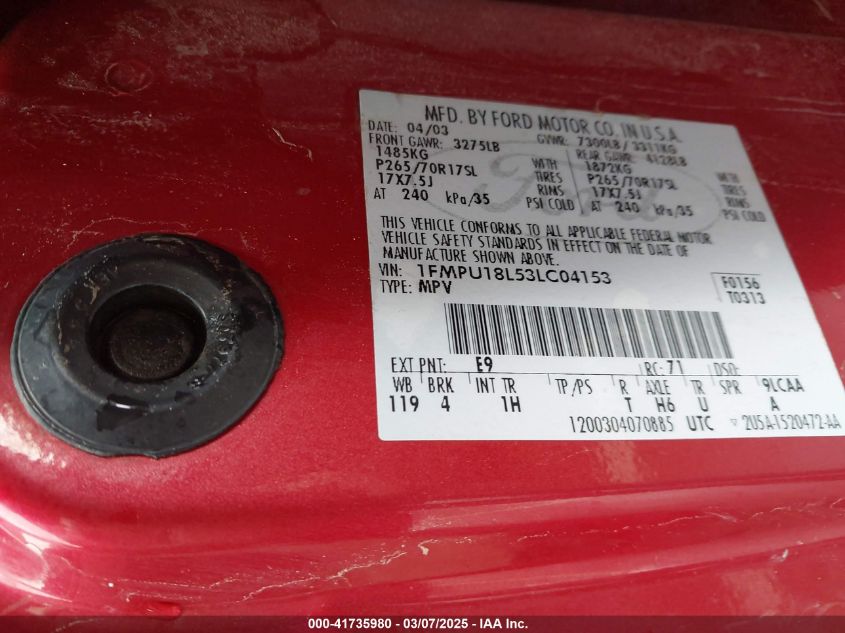 MFD. BY FORD MOTOR CO. IN U.S.A.
DATE: 04/03 GVWR: 7300LB / 3311KG
FRONT GAWR: 3275LB REAR GAWR: 4128LB
1485KG WITH 1872KG WITH
P265/70R17SL TIRES P265/70R17SL TIRES
17X7.5J RIMS 17X7.5J RIMS
AT 240 kPa/35 PSI COLD AT 240 kPa/35 PSI COLD
THIS VEHICLE CONFORMS TO ALL APPLICABLE FEDERAL MOTOR
VEHICLE SAFETY STANDARDS IN EFFECT ON THE DATE OF
MANUFACTURE SHOWN ABOVE.
VIN: 1FMPU18L53LC04153 F0156
TYPE: MPV T0313
EXT PNT: E9 RC: 71 DSO:
WB BRK INT TR TP/PS R AXLE TR SPR 9LCAA
119 4 1H T H6 U A
1200304070885 UTC ▽ 2U5A-1520472-AA
000-41735980 - 03/07/2025 - IAA Inc.